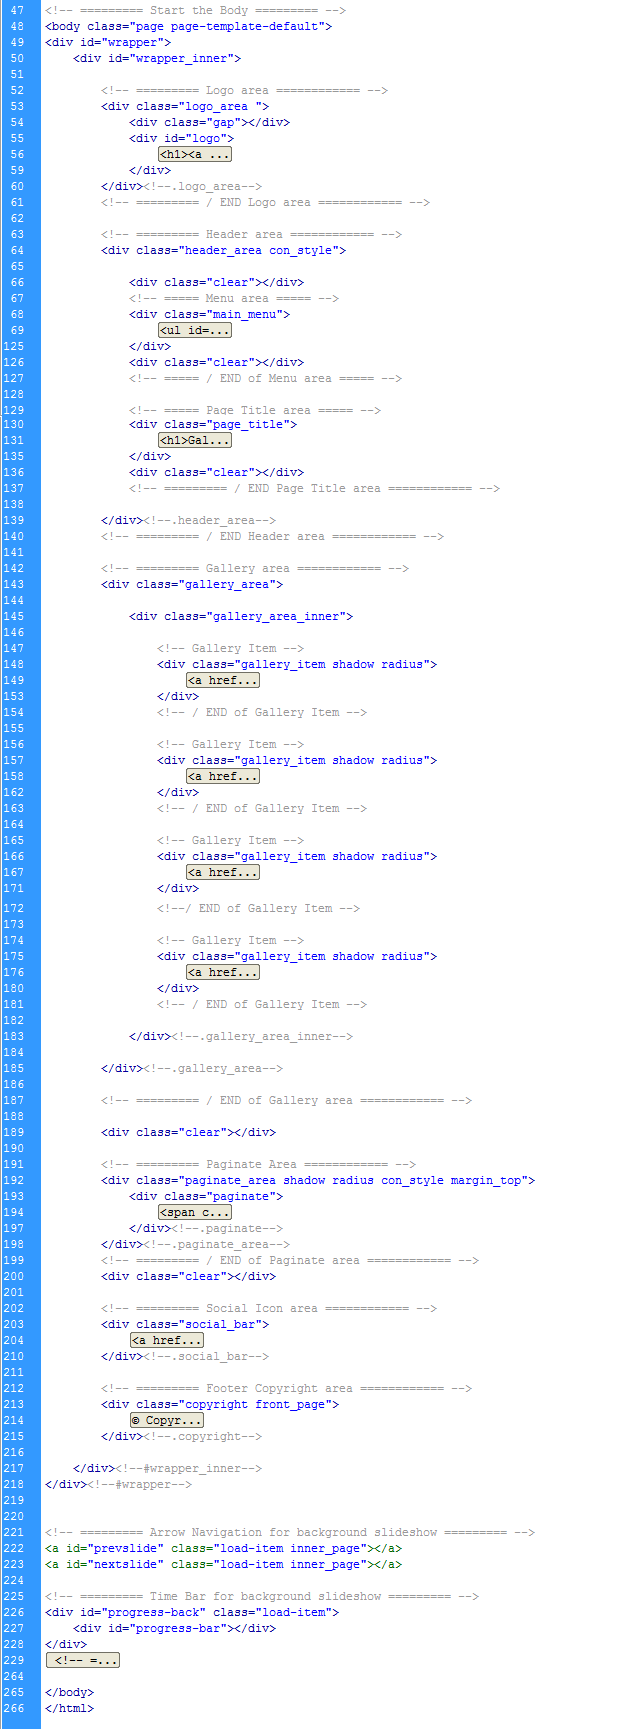 47 <!-- ========= Start the Body ========= -->
48 <body class="page page-template-default">
49 <div id="wrapper">
50     <div id="wrapper_inner">
51
52         <!-- ========= Logo area ============ -->
53         <div class="logo_area ">
54             <div class="gap"></div>
55             <div id="logo">
56                 <h1><a ...
59             </div>
60         </div><!--.logo_area-->
61         <!-- ========= / END Logo area ============ -->
62
63         <!-- ========= Header area ============ -->
64         <div class="header_area con_style">
65
66             <div class="clear"></div>
67             <!-- ===== Menu area ===== -->
68             <div class="main_menu">
69                 <ul id=...
125             </div>
126             <div class="clear"></div>
127             <!-- ===== / END of Menu area ===== -->
128
129             <!-- ===== Page Title area ===== -->
130             <div class="page_title">
131                 <h1>Gal...
135             </div>
136             <div class="clear"></div>
137             <!-- ========= / END Page Title area ============ -->
138
139         </div><!--.header_area-->
140         <!-- ========= / END Header area ============ -->
141
142         <!-- ========= Gallery area ============ -->
143         <div class="gallery_area">
144
145             <div class="gallery_area_inner">
146
147                 <!-- Gallery Item -->
148                 <div class="gallery_item shadow radius">
149                     <a href...
153                 </div>
154                 <!-- / END of Gallery Item -->
155
156                 <!-- Gallery Item -->
157                 <div class="gallery_item shadow radius">
158                     <a href...
162                 </div>
163                 <!-- / END of Gallery Item -->
164
165                 <!-- Gallery Item -->
166                 <div class="gallery_item shadow radius">
167                     <a href...
171                 </div>
172                 <!--/ END of Gallery Item -->
173
174                 <!-- Gallery Item -->
175                 <div class="gallery_item shadow radius">
176                     <a href...
180                 </div>
181                 <!-- / END of Gallery Item -->
182
183             </div><!--.gallery_area_inner-->
184
185         </div><!--.gallery_area-->
186
187         <!-- ========= / END of Gallery area ============ -->
188
189         <div class="clear"></div>
190
191         <!-- ========= Paginate Area ============ -->
192         <div class="paginate_area shadow radius con_style margin_top">
193             <div class="paginate">
194                 <span c...
197             </div><!--.paginate-->
198         </div><!--.paginate_area-->
199         <!-- ========= / END of Paginate area ============ -->
200         <div class="clear"></div>
201
202         <!-- ========= Social Icon area ============ -->
203         <div class="social_bar">
204             <a href...
210         </div><!--.social_bar-->
211
212         <!-- ========= Footer Copyright area ============ -->
213         <div class="copyright front_page">
214             © Copyr...
215         </div><!--.copyright-->
216
217     </div><!--#wrapper_inner-->
218 </div><!--#wrapper-->
219
220
221 <!-- ========= Arrow Navigation for background slideshow ========= -->
222 <a id="prevslide" class="load-item inner_page"></a>
223 <a id="nextslide" class="load-item inner_page"></a>
224
225 <!-- ========= Time Bar for background slideshow ========= -->
226 <div id="progress-back" class="load-item">
227     <div id="progress-bar"></div>
228 </div>
229 <!-- =...
264
265 </body>
266 </html>